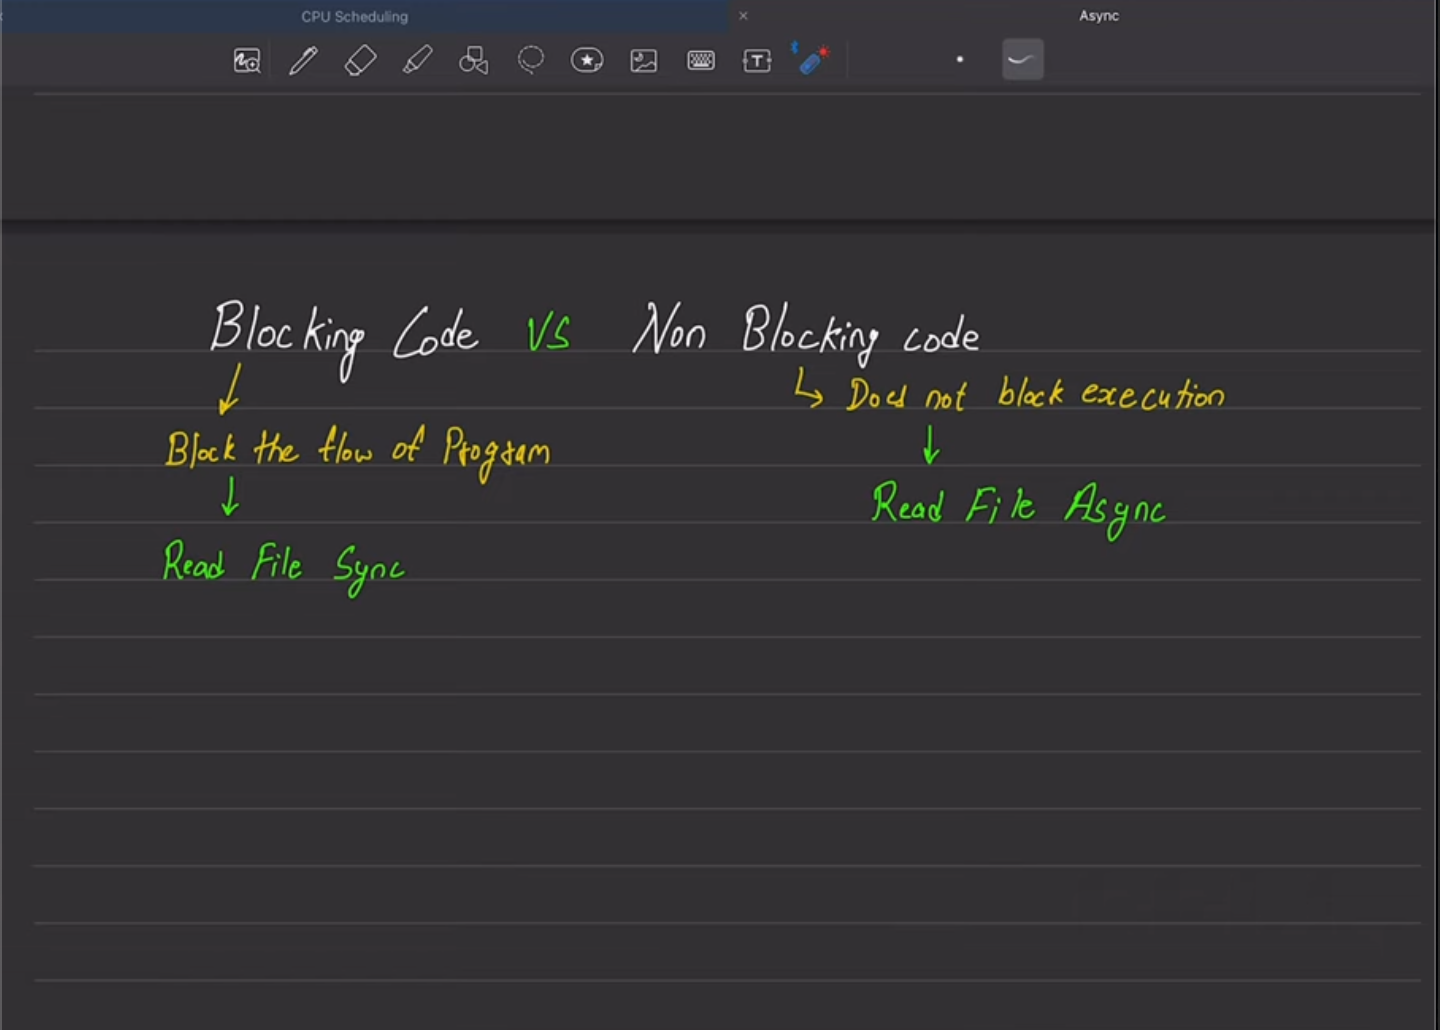 CPU Scheduling
Async
T
Blocking Code VS Non Blocking code
Does not block execution
Block the flow of Program
Read File Async
Read File Sync